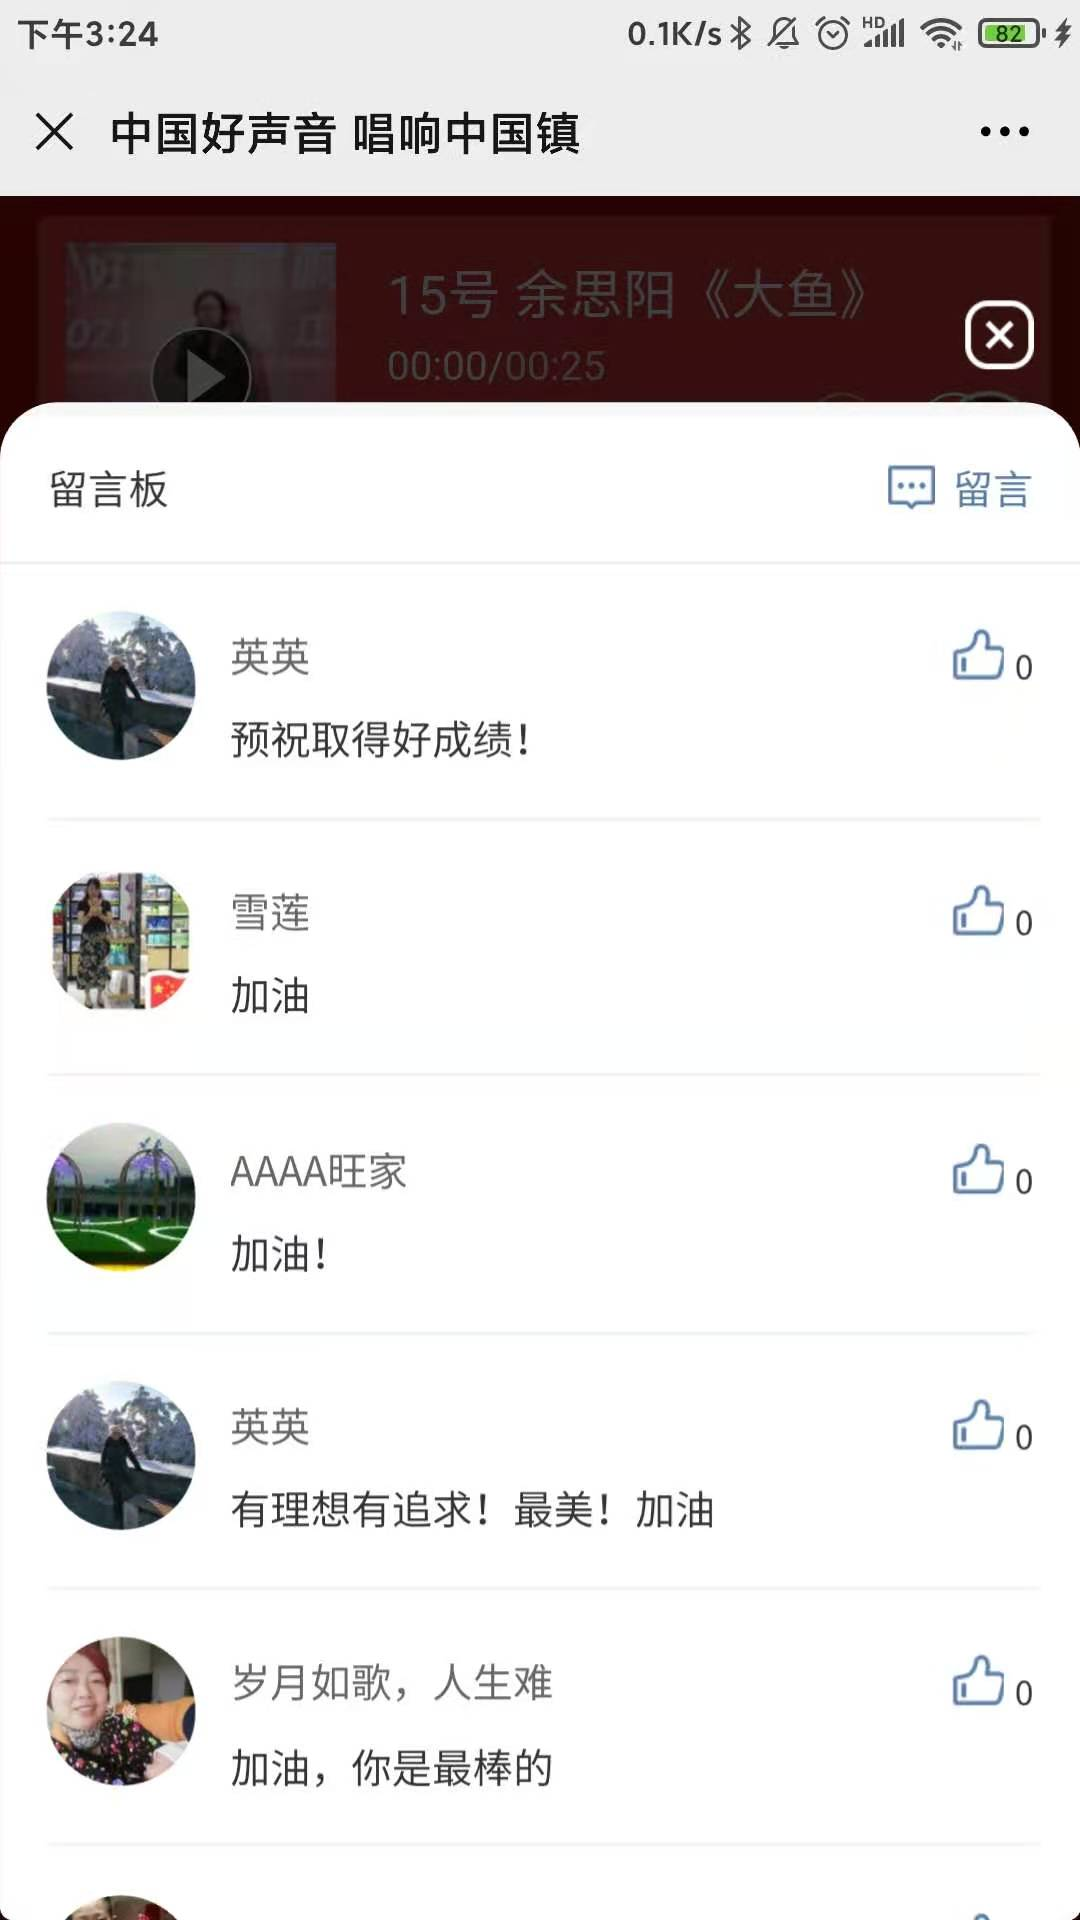 下午3:24
0.1K/s
HD
82
中国好声音 唱响中国镇
15号 余思阳《大鱼》
00:00/00:25
留言板
留言
英英
0
预祝取得好成绩！
雪莲
0
加油
AAAA旺家
0
加油！
英英
0
有理想有追求！最美！加油
岁月如歌，人生难
0
加油，你是最棒的